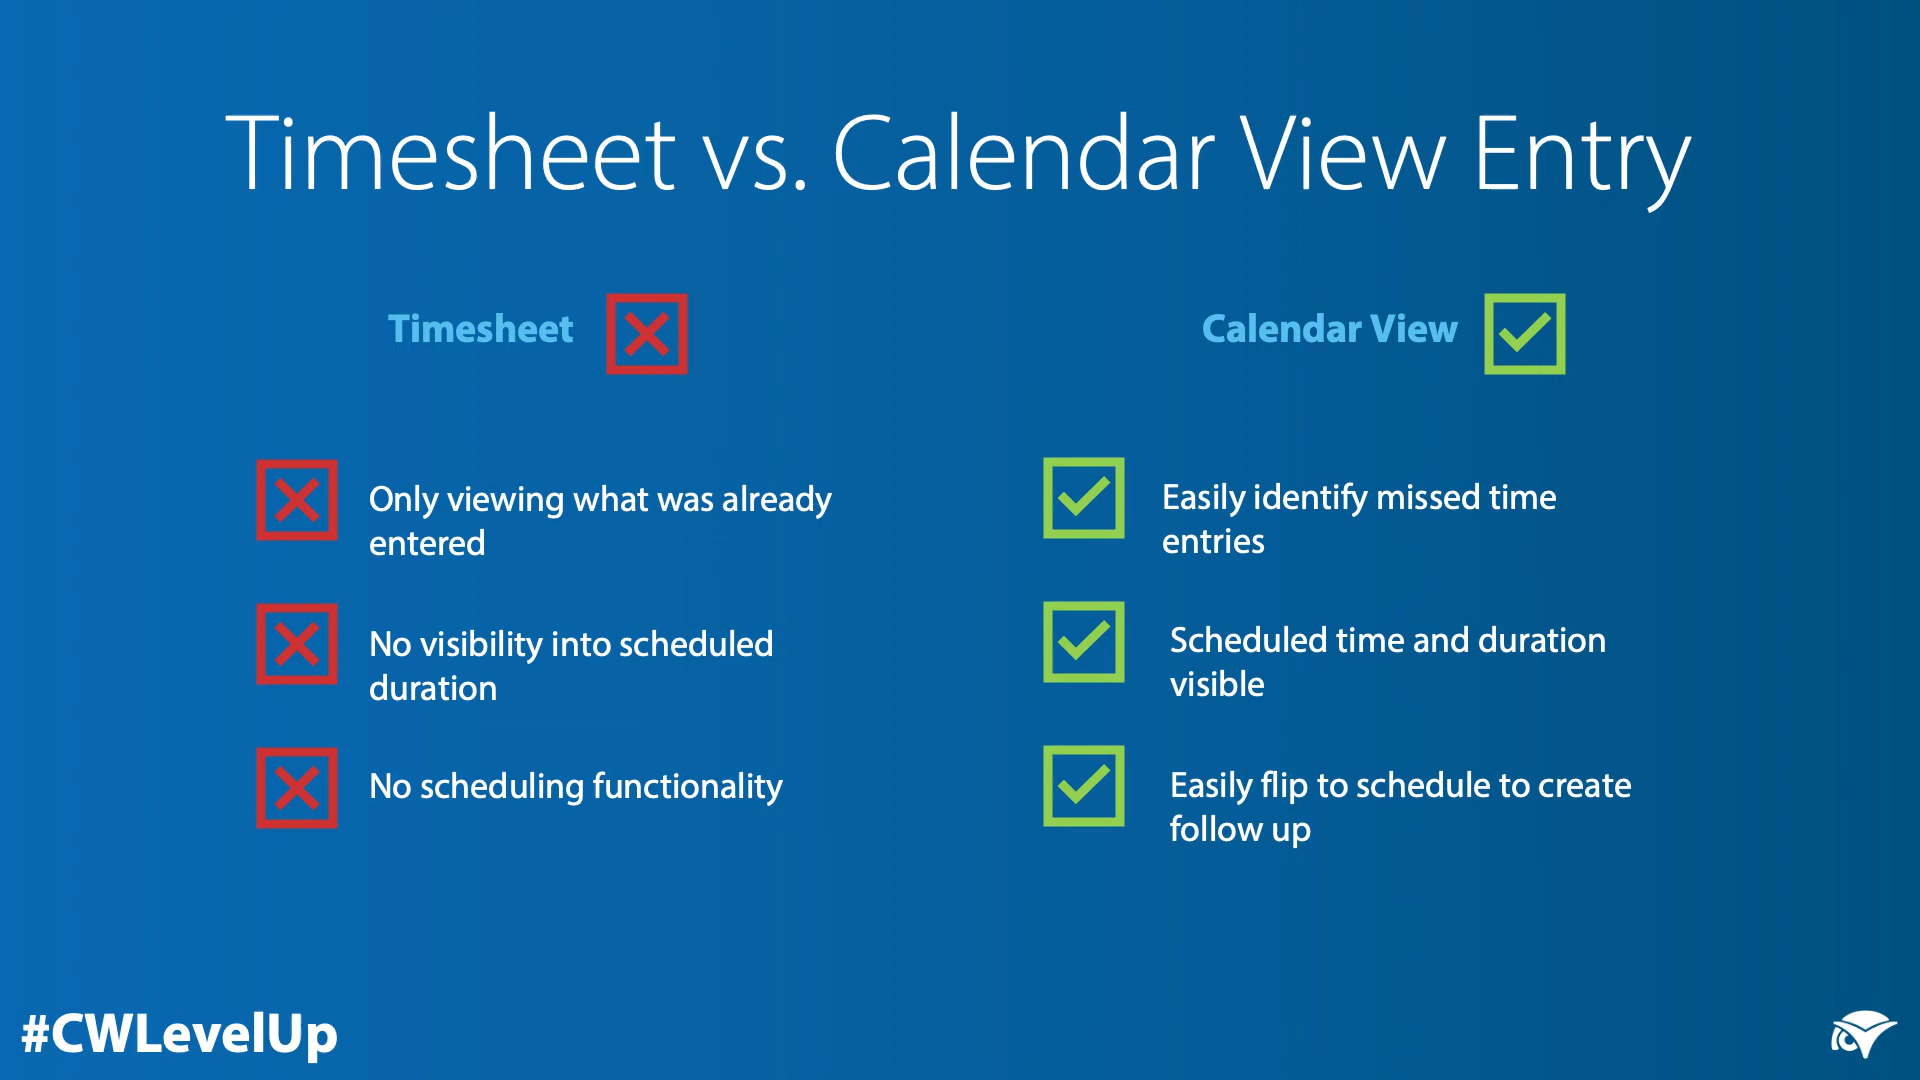 Timesheet vs. Calendar View Entry
Timesheet
Only viewing what was already
entered
No visibility into scheduled
duration
No scheduling functionality
Calendar View
Easily identify missed time
entries
Scheduled time and duration
visible
Easily flip to schedule to create
follow up
#CWLevelUp